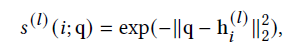 s^{(l)}(i;q) = exp(−‖q − h_i^{(l)}‖_2^2),